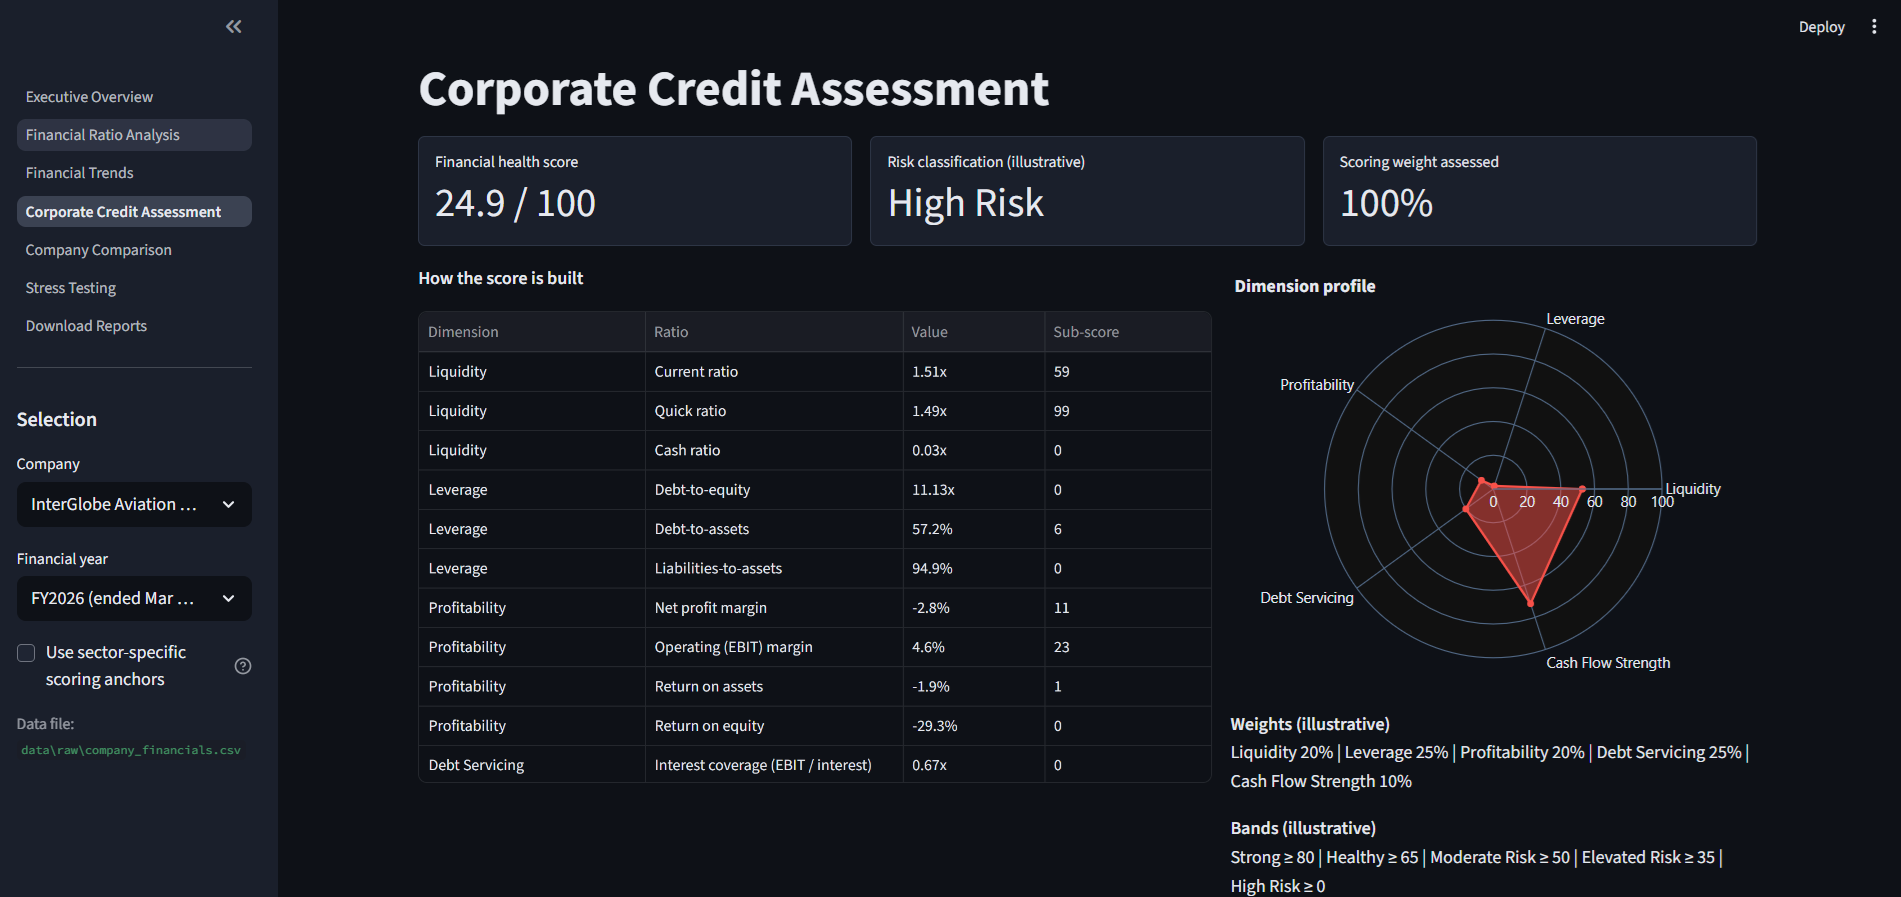 Deploy
Executive Overview
Financial Ratio Analysis
Financial Trends
Corporate Credit Assessment
Company Comparison
Stress Testing
Download Reports
Selection
Company
InterGlobe Aviation ...
Financial year
FY2026 (ended Mar ...
Use sector-specific
scoring anchors
Data file:
data\raw\company_financials.csv
Corporate Credit Assessment
Financial health score
24.9 / 100
Risk classification (illustrative)
High Risk
Scoring weight assessed
100%
How the score is built
Dimension Ratio Value Sub-score
Liquidity Current ratio 1.51x 59
Liquidity Quick ratio 1.49x 99
Liquidity Cash ratio 0.03x 0
Leverage Debt-to-equity 11.13x 0
Leverage Debt-to-assets 57.2% 6
Leverage Liabilities-to-assets 94.9% 0
Profitability Net profit margin -2.8% 11
Profitability Operating (EBIT) margin 4.6% 23
Profitability Return on assets -1.9% 1
Profitability Return on equity -29.3% 0
Debt Servicing Interest coverage (EBIT / interest) 0.67x 0
Dimension profile
Leverage
Profitability
Liquidity
0 20 40 60 80 100
Debt Servicing
Cash Flow Strength
Weights (illustrative)
Liquidity 20% | Leverage 25% | Profitability 20% | Debt Servicing 25% |
Cash Flow Strength 10%
Bands (illustrative)
Strong ≥ 80 | Healthy ≥ 65 | Moderate Risk ≥ 50 | Elevated Risk ≥ 35 |
High Risk ≥ 0